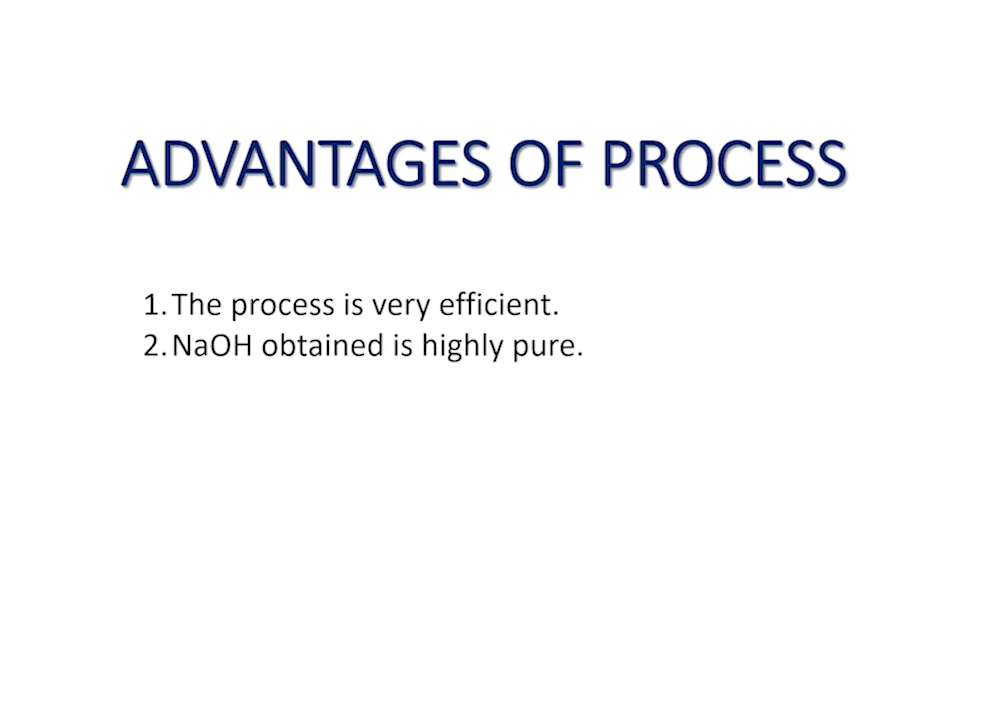 ADVANTAGES OF PROCESS
1. The process is very efficient.
2. NaOH obtained is highly pure.